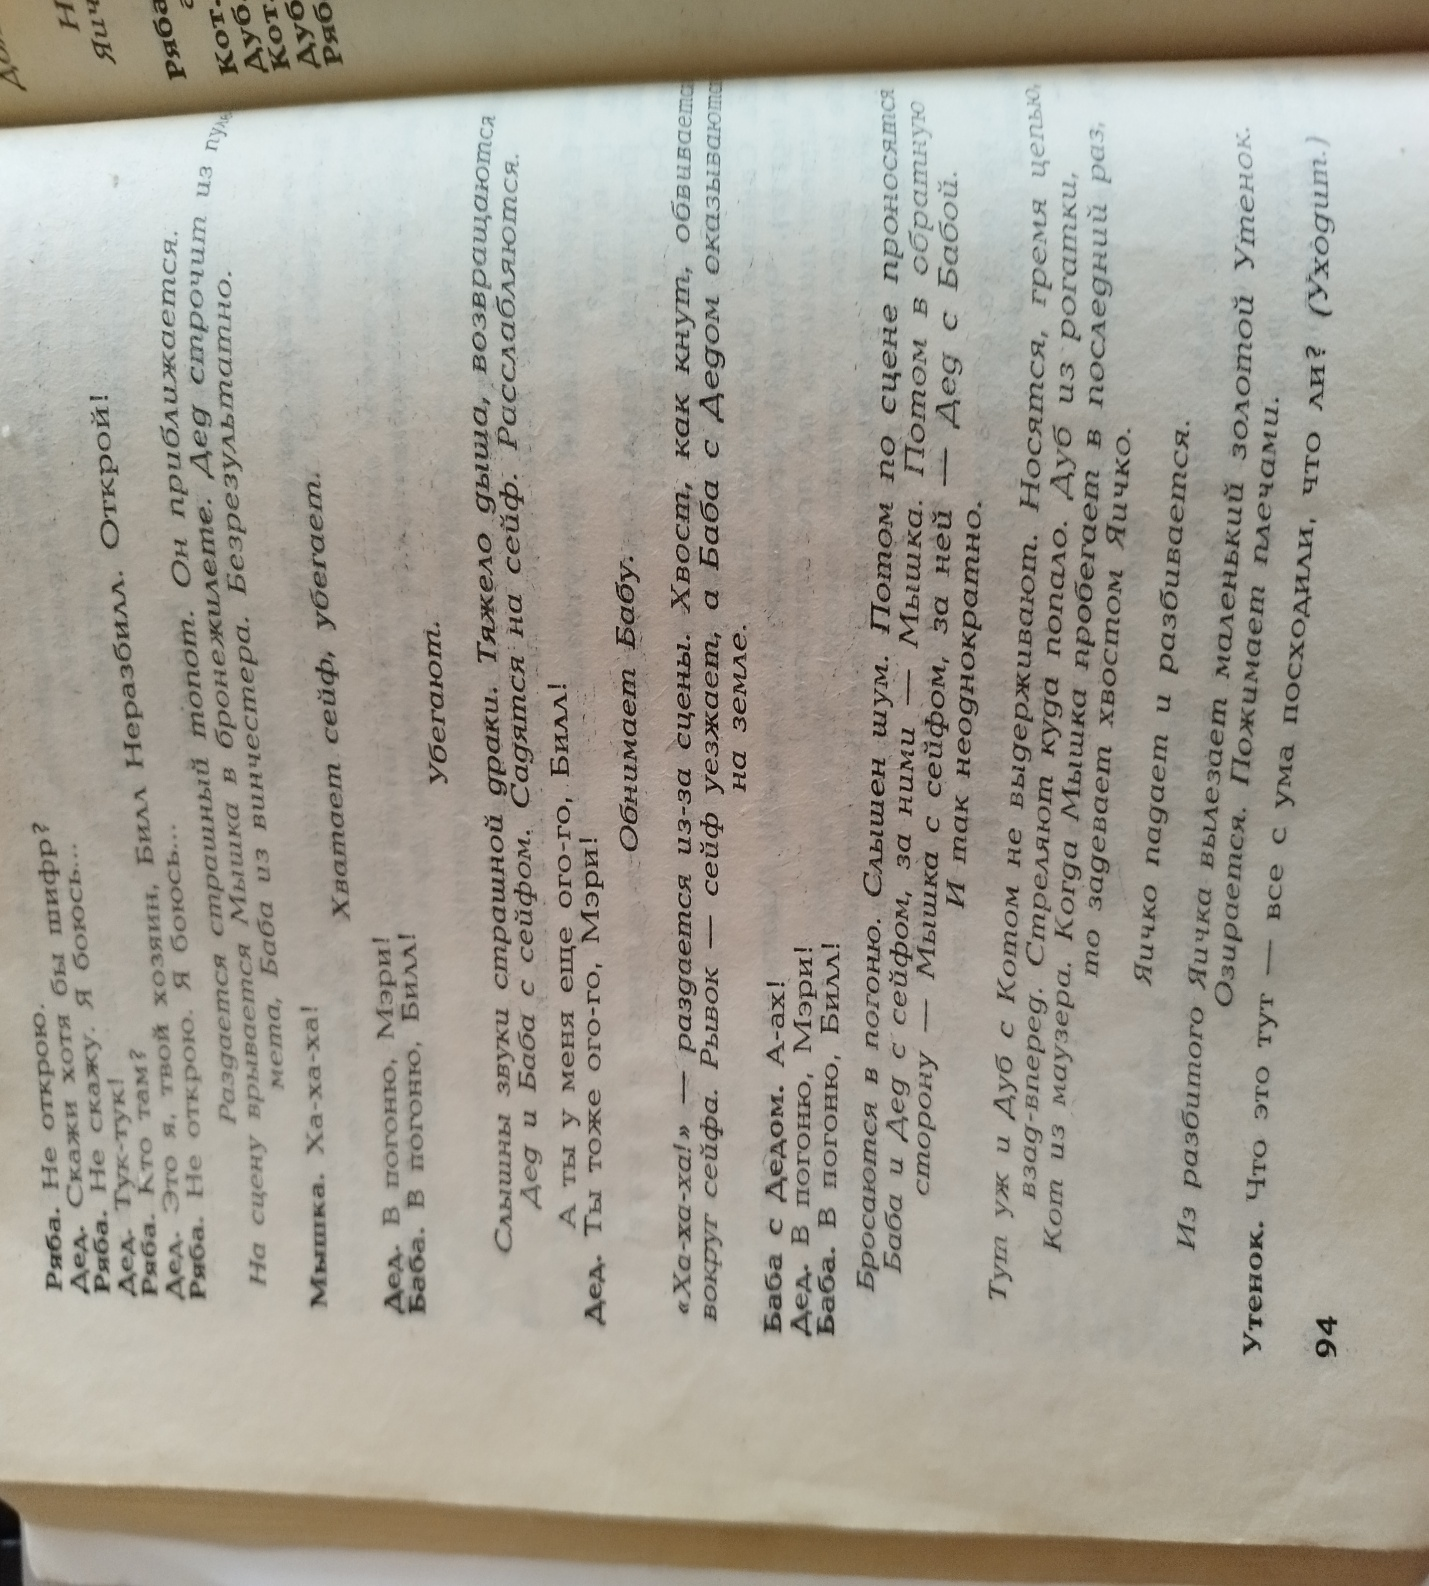 Ряба. Не открою.
Дед. Скажи хотя бы шифр?
Ряба. Не скажу. Я боюсь...
Дед. Тук-тук!
Ряба. Кто там?
Дед. Это я, твой хозяин, Билл Неразбилл. Открой!
Ряба. Не открою. Я боюсь...
Раздается страшный топот. Он приближается.
На сцену врывается Мышка в бронежилете. Дед строчит из пуле
мета, Баба из винчестера. Безрезультатно.
Мышка. Ха-ха-ха!
Хватает сейф, убегает.
Дед. В погоню, Мэри!
Баба. В погоню, Билл!
Убегают.
Слышны звуки страшной драки. Тяжело дыша, возвращаются
Дед и Баба с сейфом. Садятся на сейф. Расслабляются.
А ты у меня еще ого-го, Билл!
Дед. Ты тоже ого-го, Мэри!
Обнимает Бабу.
«Ха-ха-ха!» — раздается из-за сцены. Хвост, как кнут, обвивается
вокруг сейфа. Рывок — сейф уезжает, а Баба с Дедом оказываются
на земле.
Баба с Дедом. А-ах!
Дед. В погоню, Мэри!
Баба. В погоню, Билл!
Бросаются в погоню. Слышен шум. Потом по сцене проносятся
Баба и Дед с сейфом, за ними — Мышка. Потом в обратную
сторону — Мышка с сейфом, за ней — Дед с Бабой.
И так неоднократно.
Тут уж и Дуб с Котом не выдерживают. Носятся, гремя цепью,
взад-вперед. Стреляют куда попало. Дуб из рогатки,
Кот из маузера. Когда Мышка пробегает в последний раз,
то задевает хвостом Яичко.
Яичко падает и разбивается.
Из разбитого Яичка вылезает маленький золотой Утенок.
Озирается. Пожимает плечами.
Утенок. Что это тут — все с ума посходили, что ли? (Уходит.)
94
Ряба
Кот.
Дуб.
Кот.
Дуб
Ряб